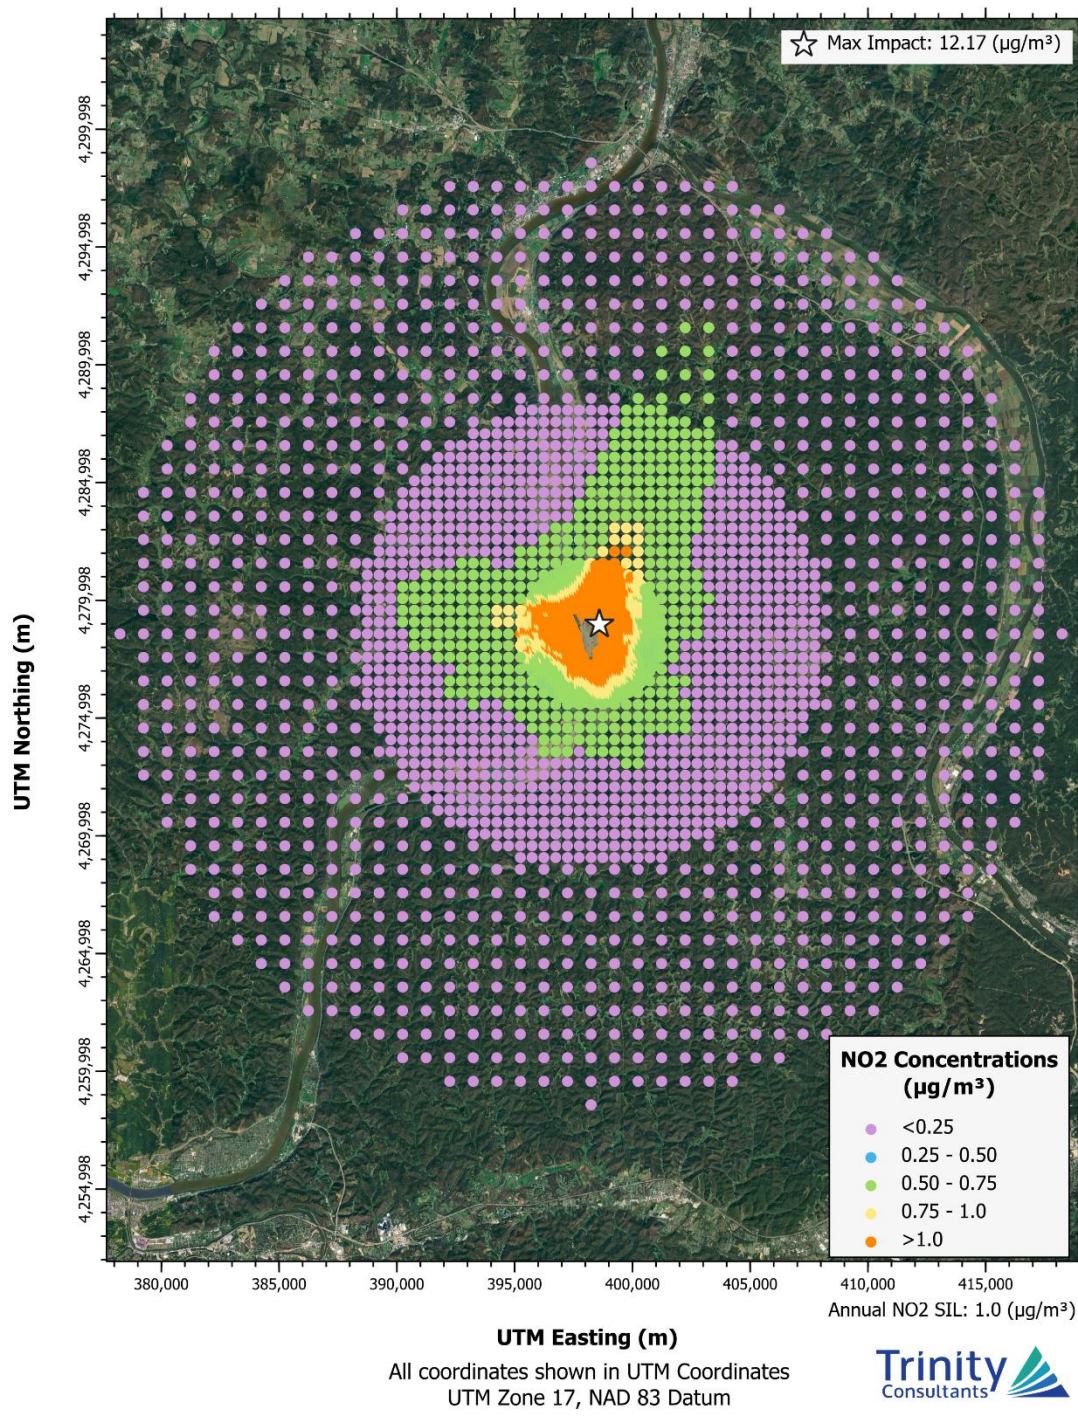 Max Impact: 12.17 (µg/m³)
4,299,998
4,294,998
4,289,998
4,284,998
4,279,998
4,274,998
4,269,998
4,264,998
4,259,998
4,254,998
UTM Northing (m)
NO2 Concentrations
(µg/m³)
<0.25
0.25 - 0.50
0.50 - 0.75
0.75 - 1.0
>1.0
380,000
385,000
390,000
395,000
400,000
405,000
410,000
415,000
Annual NO2 SIL: 1.0 (µg/m³)
UTM Easting (m)
All coordinates shown in UTM Coordinates
UTM Zone 17, NAD 83 Datum
Trinity
Consultants